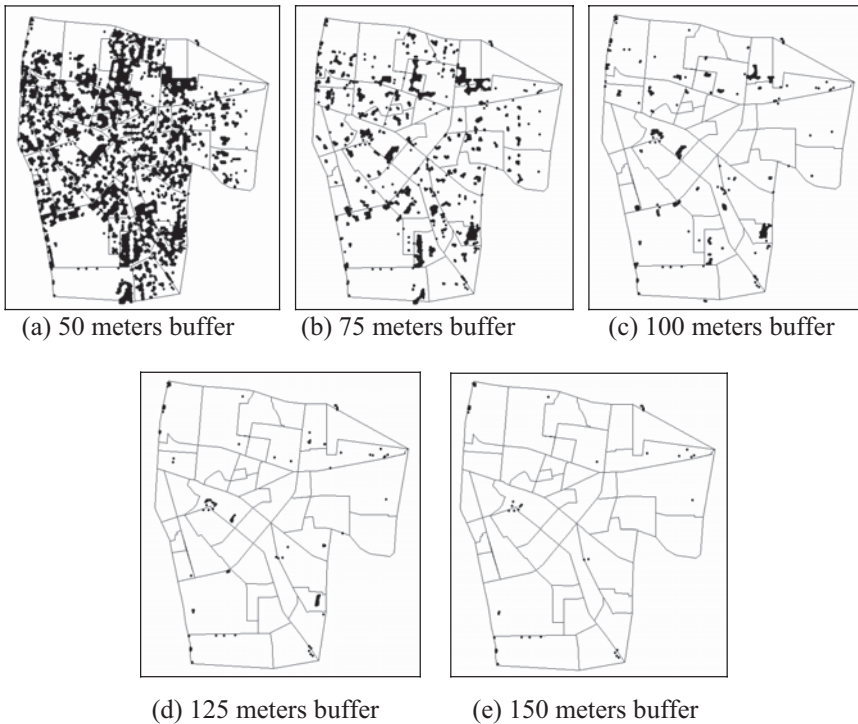 (a) 50 meters buffer
(b) 75 meters buffer
(c) 100 meters buffer
(d) 125 meters buffer
(e) 150 meters buffer